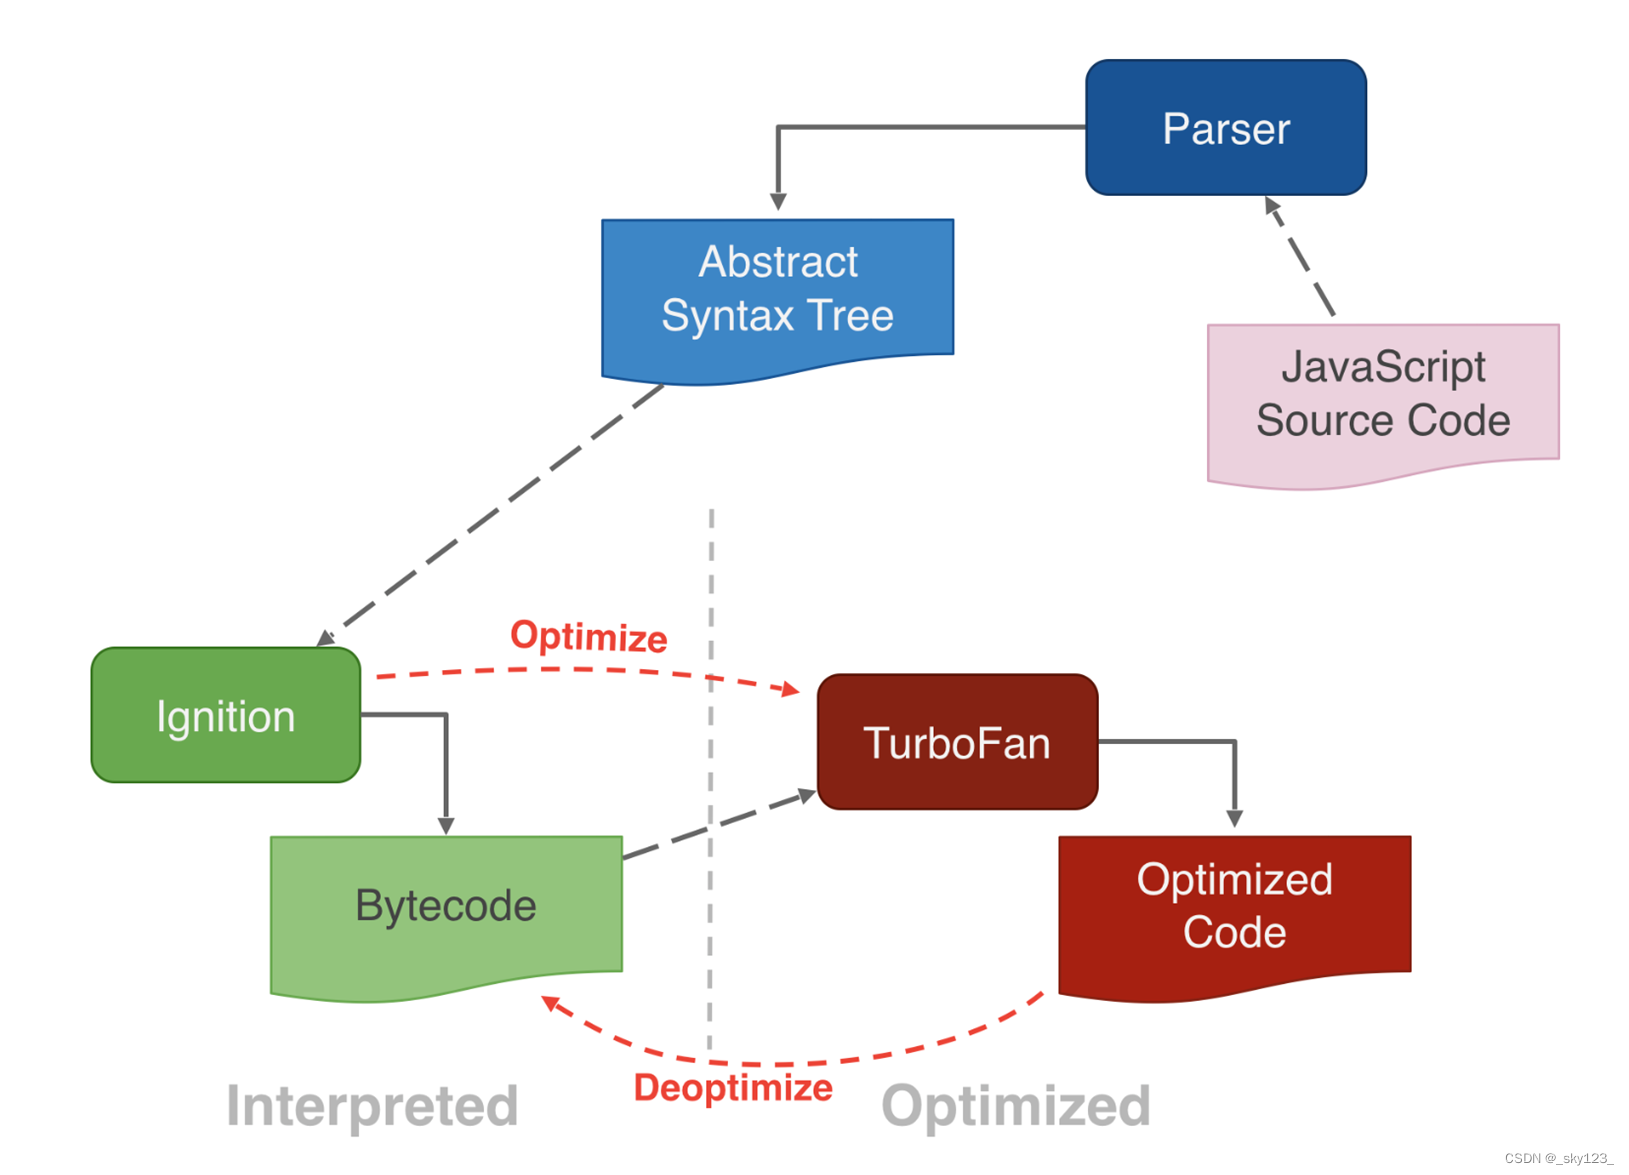 Parser
Abstract
Syntax Tree
JavaScript
Source Code
Optimize
Ignition
TurboFan
Bytecode
Optimized
Code
Deoptimize
Interpreted
Optimized
CSDN @_sky123_